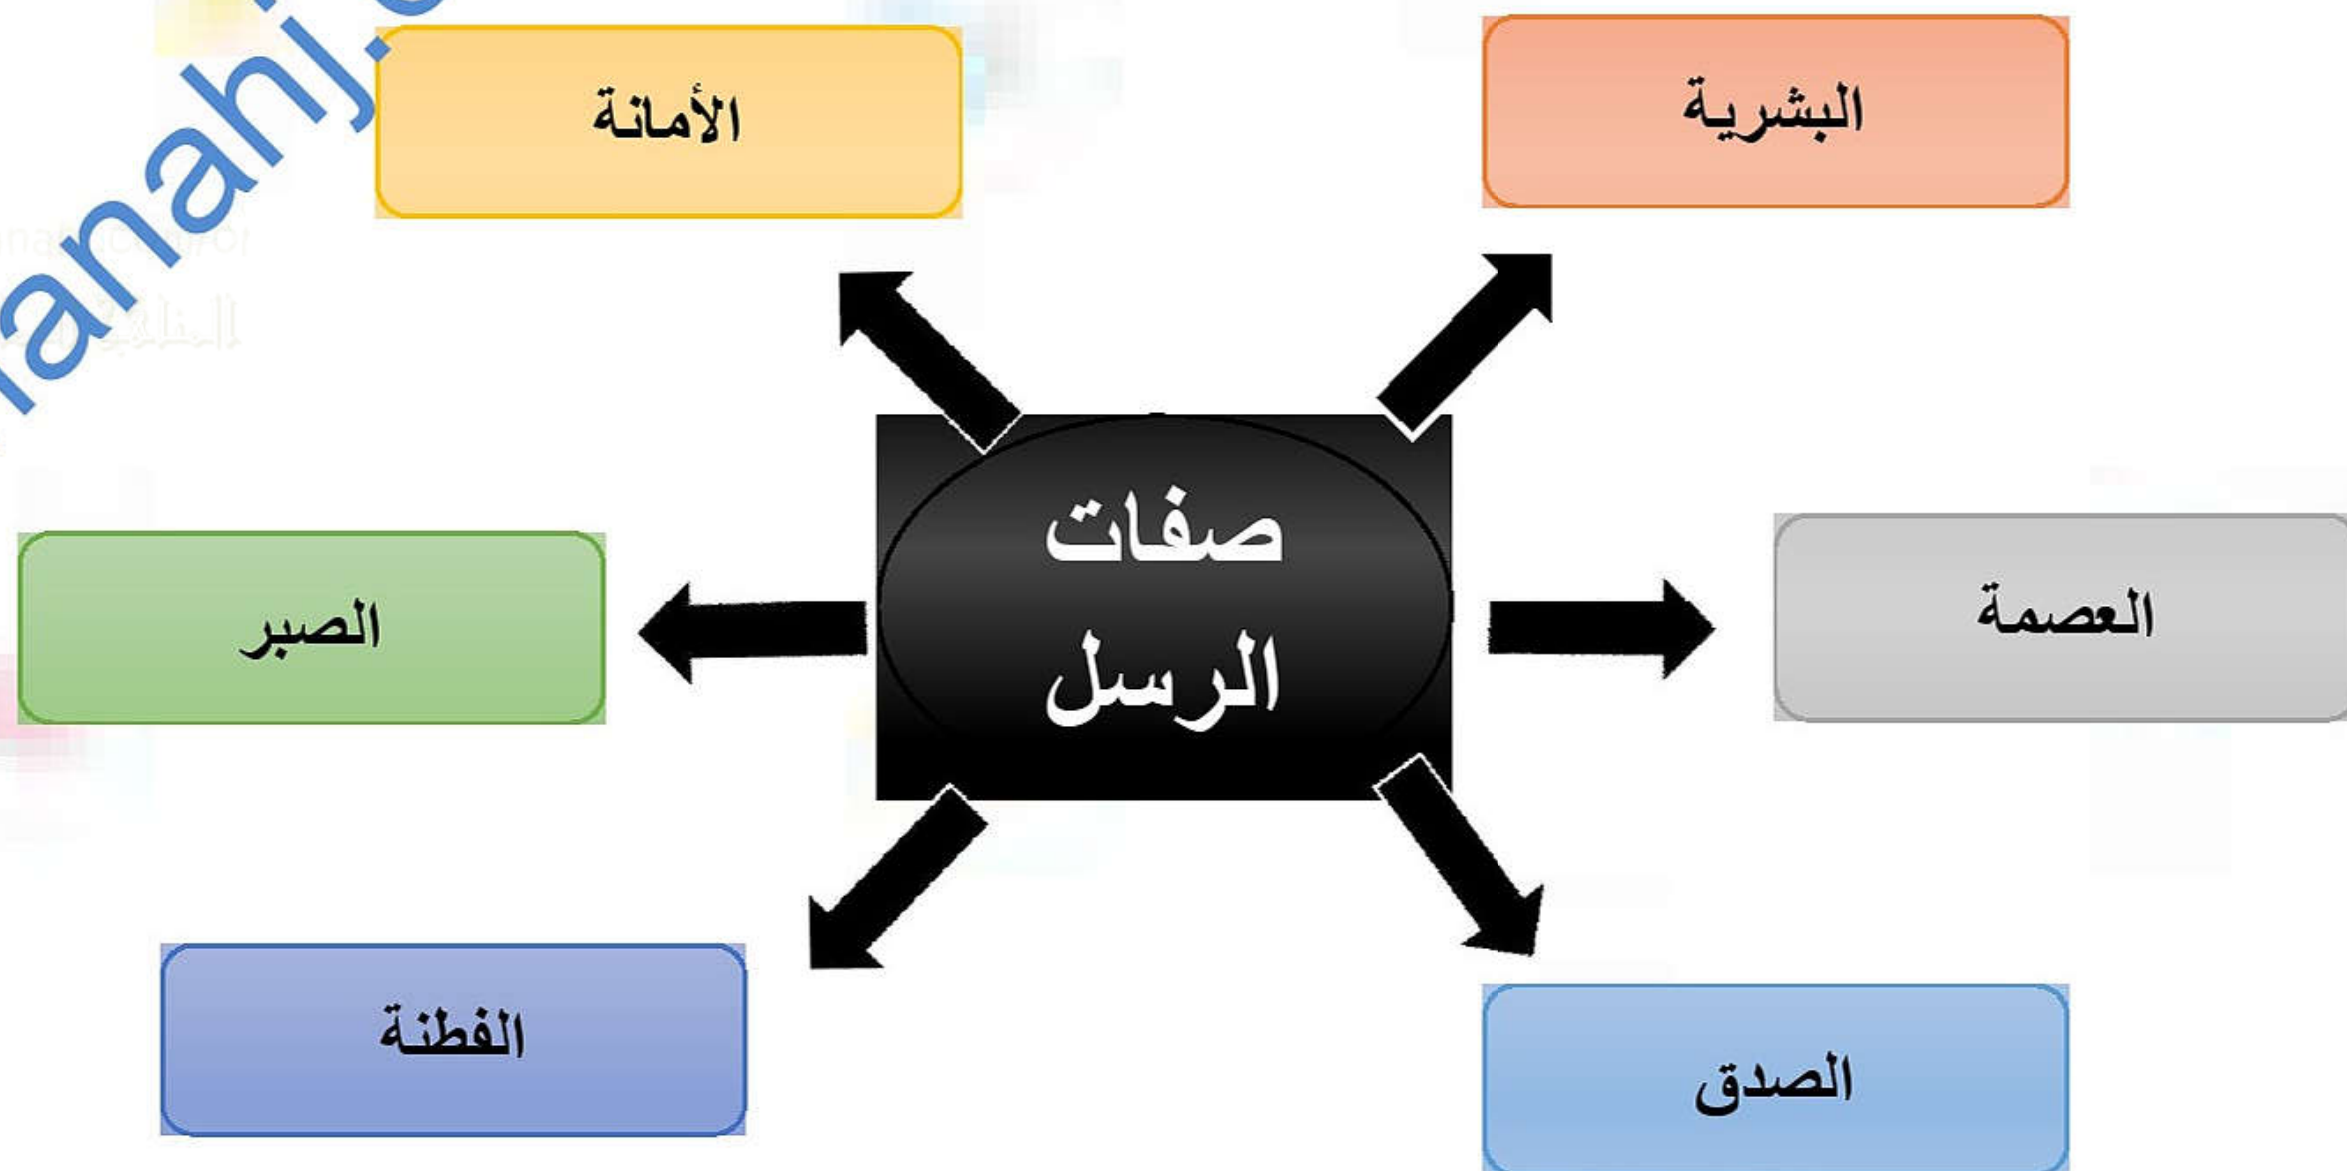 البشرية
الأمانة
صفات
الرسل
العصمة
الصبر
الصدق
الفطنة